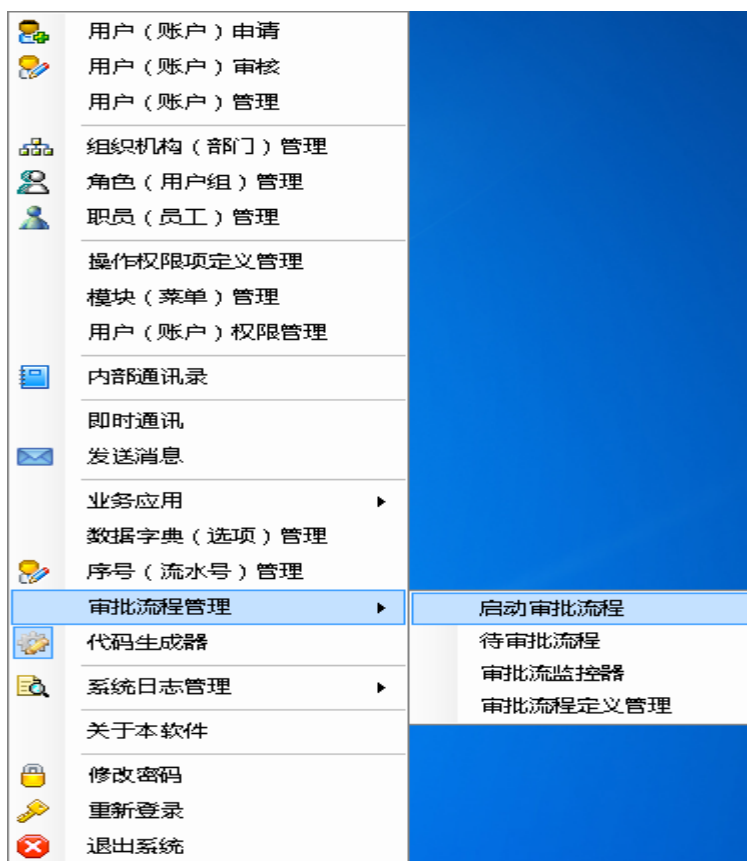 用户（账户）申请
用户（账户）审核
用户（账户）管理
组织机构（部门）管理
角色（用户组）管理
职员（员工）管理
操作权限项定义管理
模块（菜单）管理
用户（账户）权限管理
内部通讯录
即时通讯
发送消息
业务应用
数据字典（选项）管理
序号（流水号）管理
审批流程管理
启动审批流程
代码生成器
待审批流程
审批流监控器
系统日志管理
审批流程定义管理
关于本软件
修改密码
重新登录
退出系统